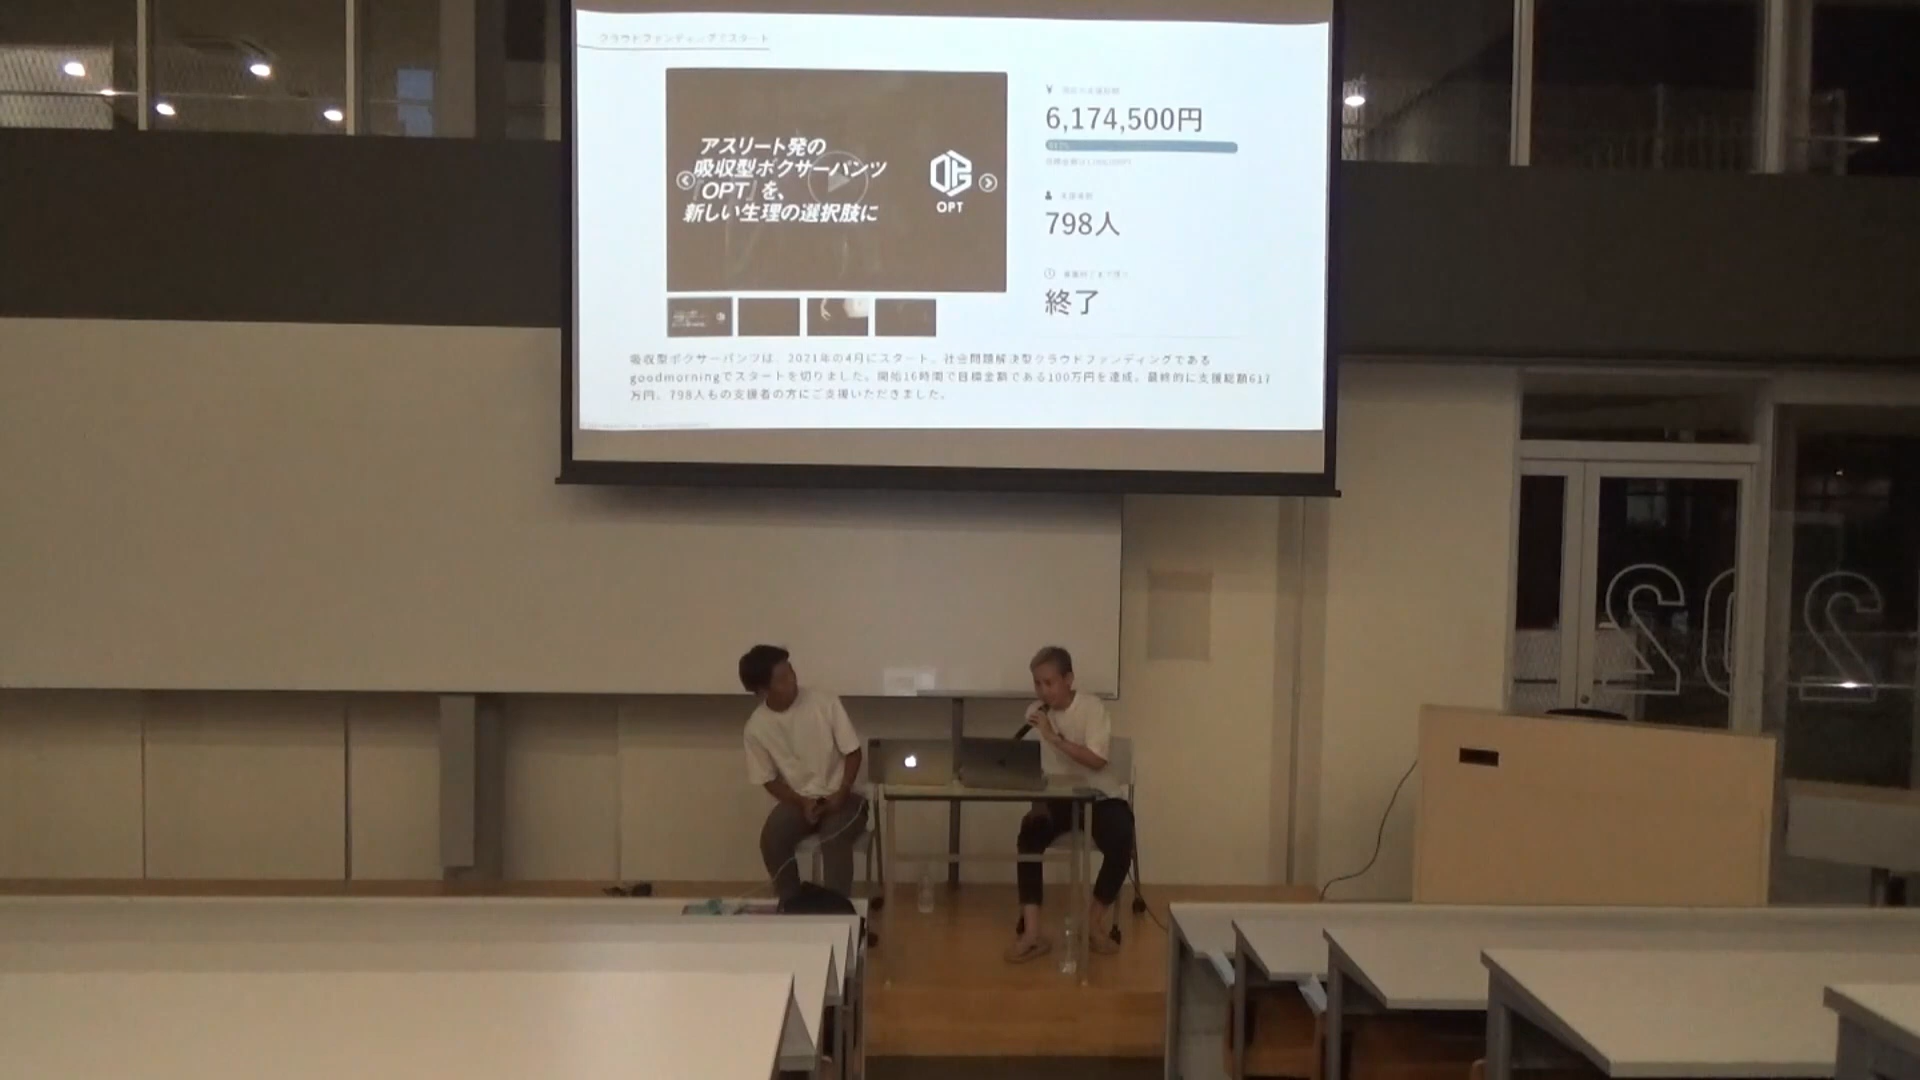 クラウドファンディングでスタート
アスリート発の
吸収型ボクサーパンツ
「OPT」を、
新しい生理の選択肢に
OPT
¥
6,174,500円
798人
終了
吸収型ボクサーパンツは、2021年の4月にスタート。社会問題解決型クラウドファンディングである
goodmorningでスタートを切りました。開始16時間で目標金額である100万円を達成。最終的に支援総額617
万円、798人もの支援者の方にご支援いただきました。
202